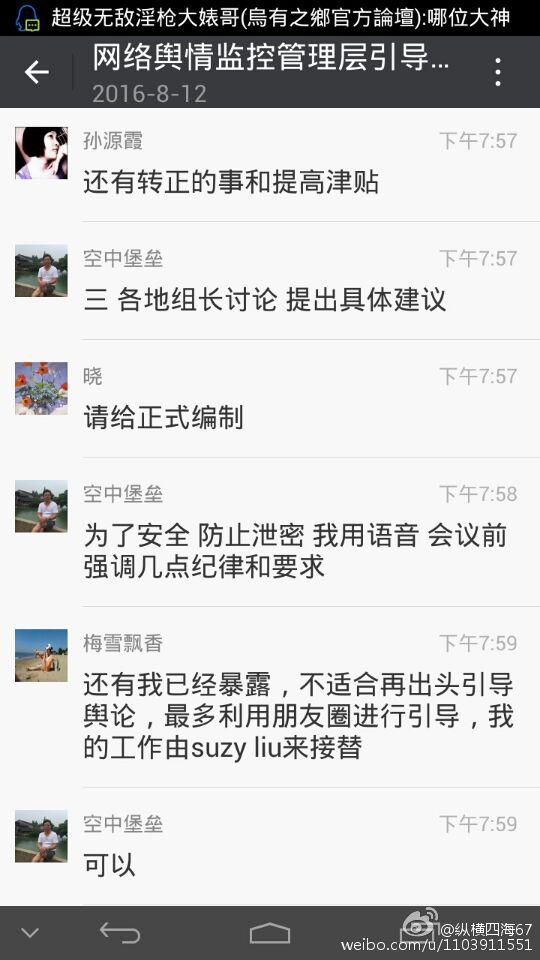 超级无敌淫枪大婊哥(烏有之鄉官方論壇):哪位大神
网络舆情监控管理层引导...
2016-8-12
孙源霞
下午7:57
还有转正的事和提高津贴
空中堡垒
下午7:57
三 各地组长讨论 提出具体建议
晓
下午7:57
请给正式编制
空中堡垒
下午7:58
为了安全 防止泄密 我用语音 会议前
强调几点纪律和要求
梅雪飘香
下午7:59
还有我已经暴露，不适合再出头引导
舆论，最多利用朋友圈进行引导，我
的工作由suzy liu来接替
空中堡垒
下午7:59
可以
@纵横四海67
weibo.com/u/1103911551